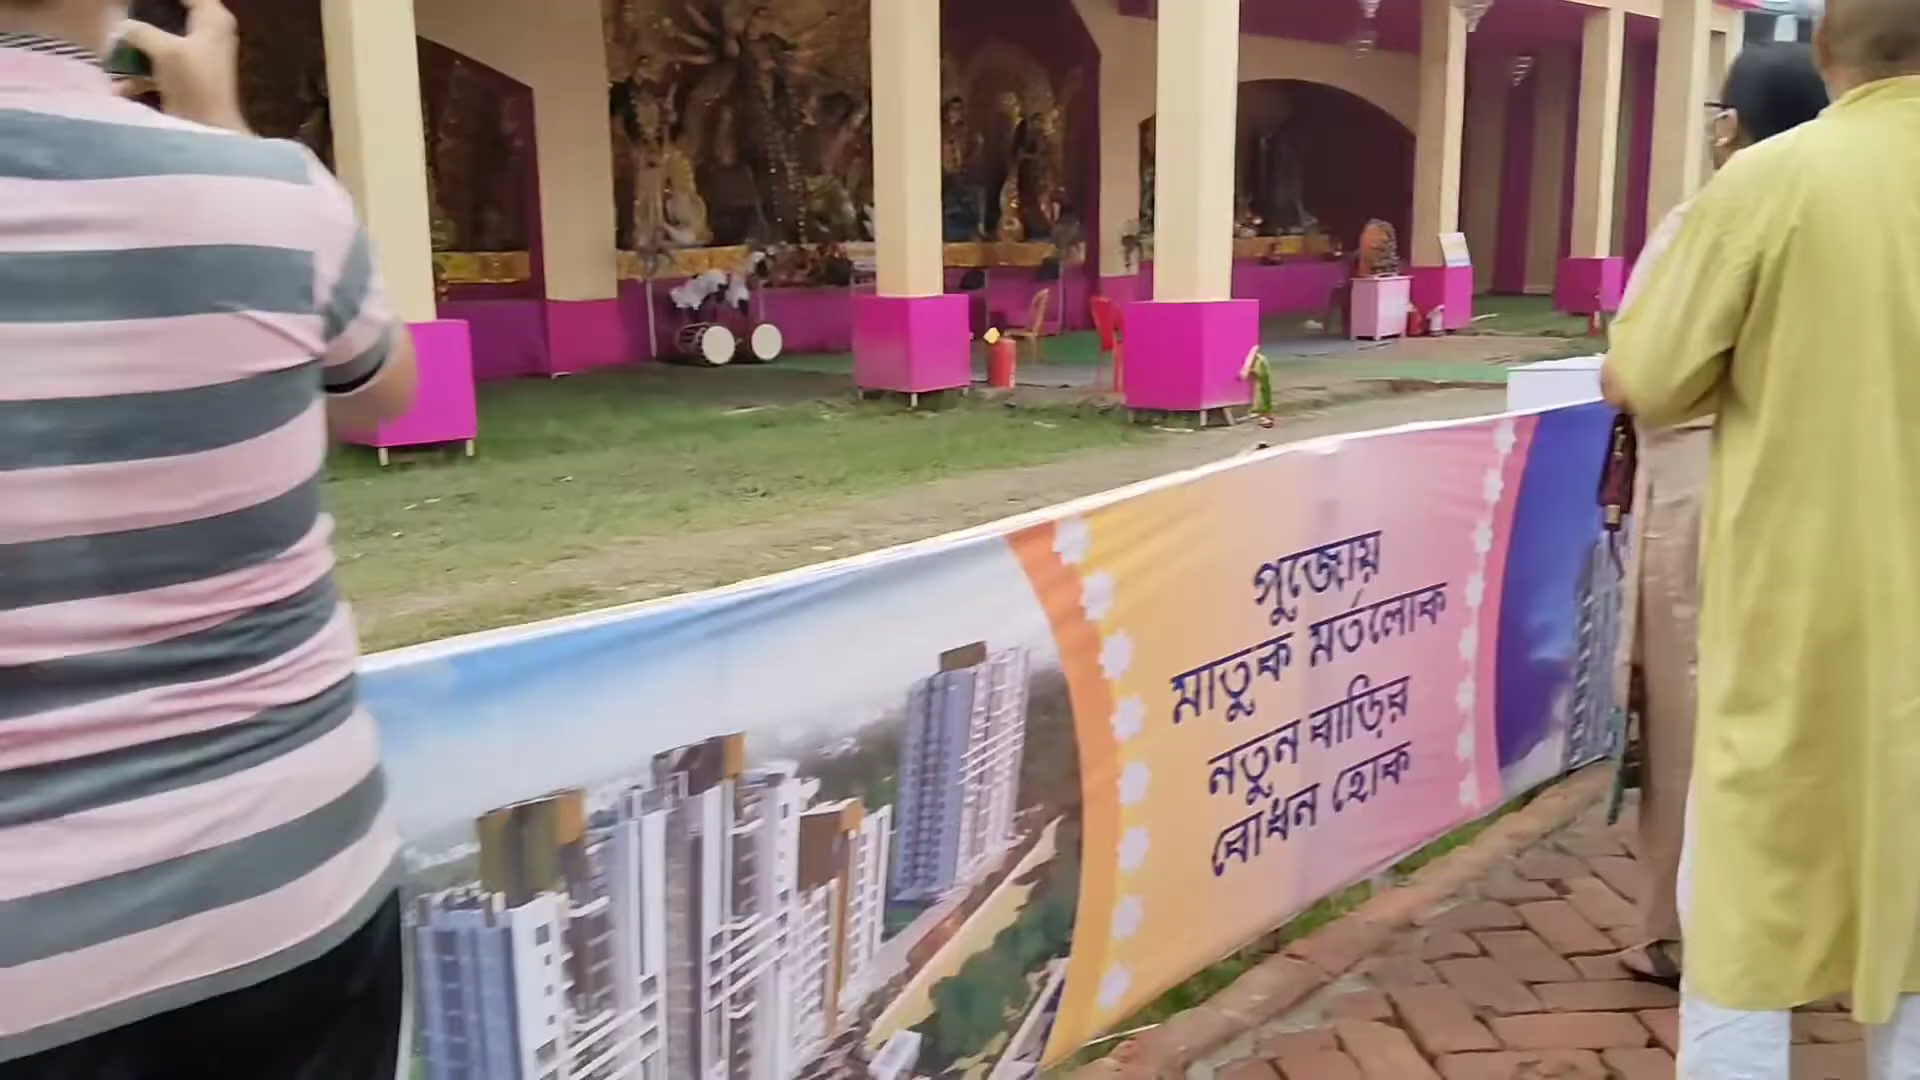 পুজোয়
মাতুক মর্তলোক
নতুন বাড়ির
বোধন হোক